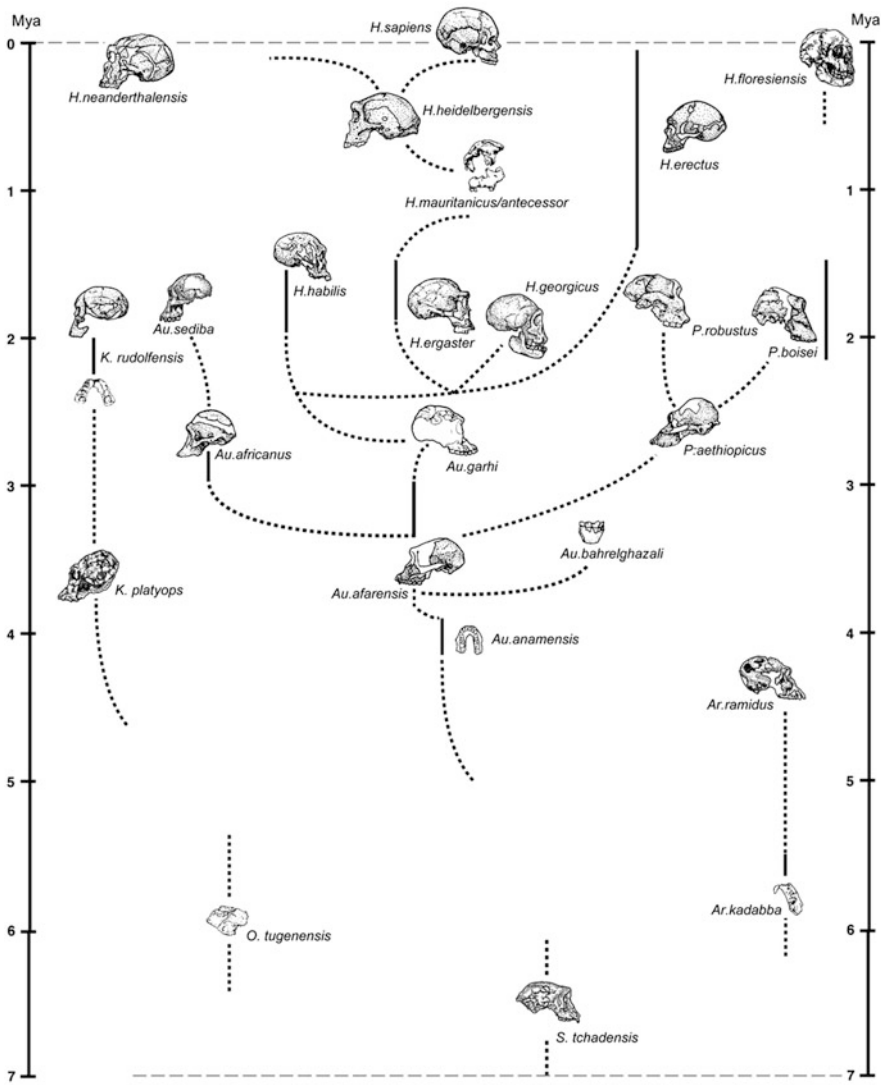 Mya
Mya
0
0
H.sapiens
H.neanderthalensis
H.heidelbergensis
H.floresiensis
H.erectus
1
1
H.mauritanicus/antecessor
H.habilis
H.georgicus
Au.sediba
H.ergaster
P.robustus
2
2
K. rudolfensis
P.boisei
Au.africanus
Au.garhi
P.aethiopicus
3
3
Au.bahrelghazali
K. platyops
Au.afarensis
4
4
Au.anamensis
Ar.ramidus
5
5
Ar.kadabba
6
6
O. tugenensis
S. tchadensis
7
7